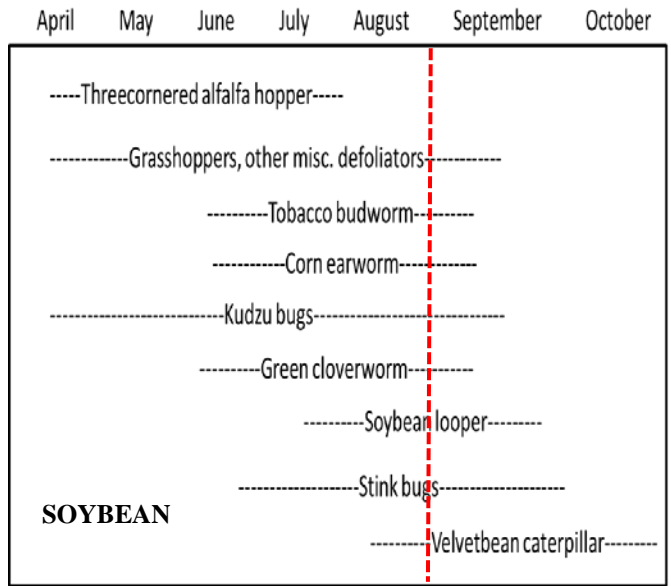 April May June July August September October
-----Threecornered alfalfa hopper-----
-------------Grasshoppers, other misc. defoliators-------------
----------Tobacco budworm----------
------------Corn earworm-------------
-----------------------------Kudzu bugs--------------------------------
----------Green cloverworm-----------
----------Soybean looper---------
--------------------Stink bugs---------------------
SOYBEAN
----------Velvetbean caterpillar---------